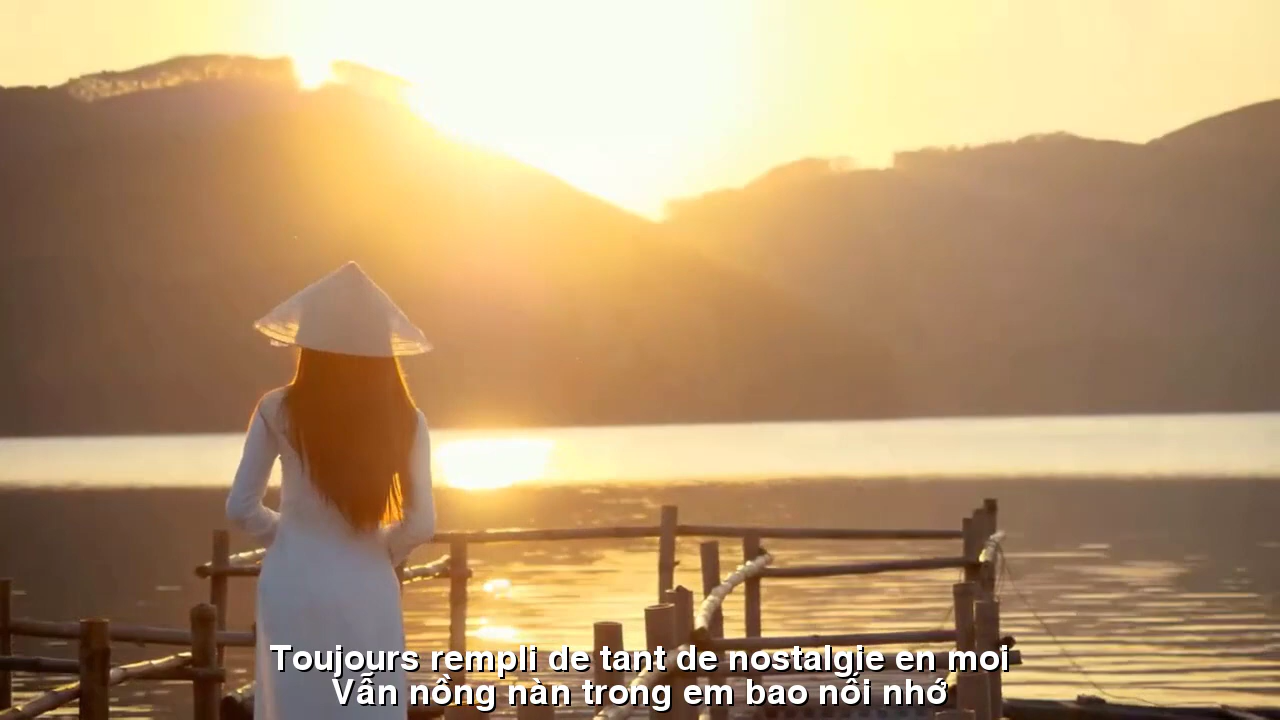 Toujours rempli de tant de nostalgie en moi
Vẫn nồng nàn trong em bao nỗi nhớ